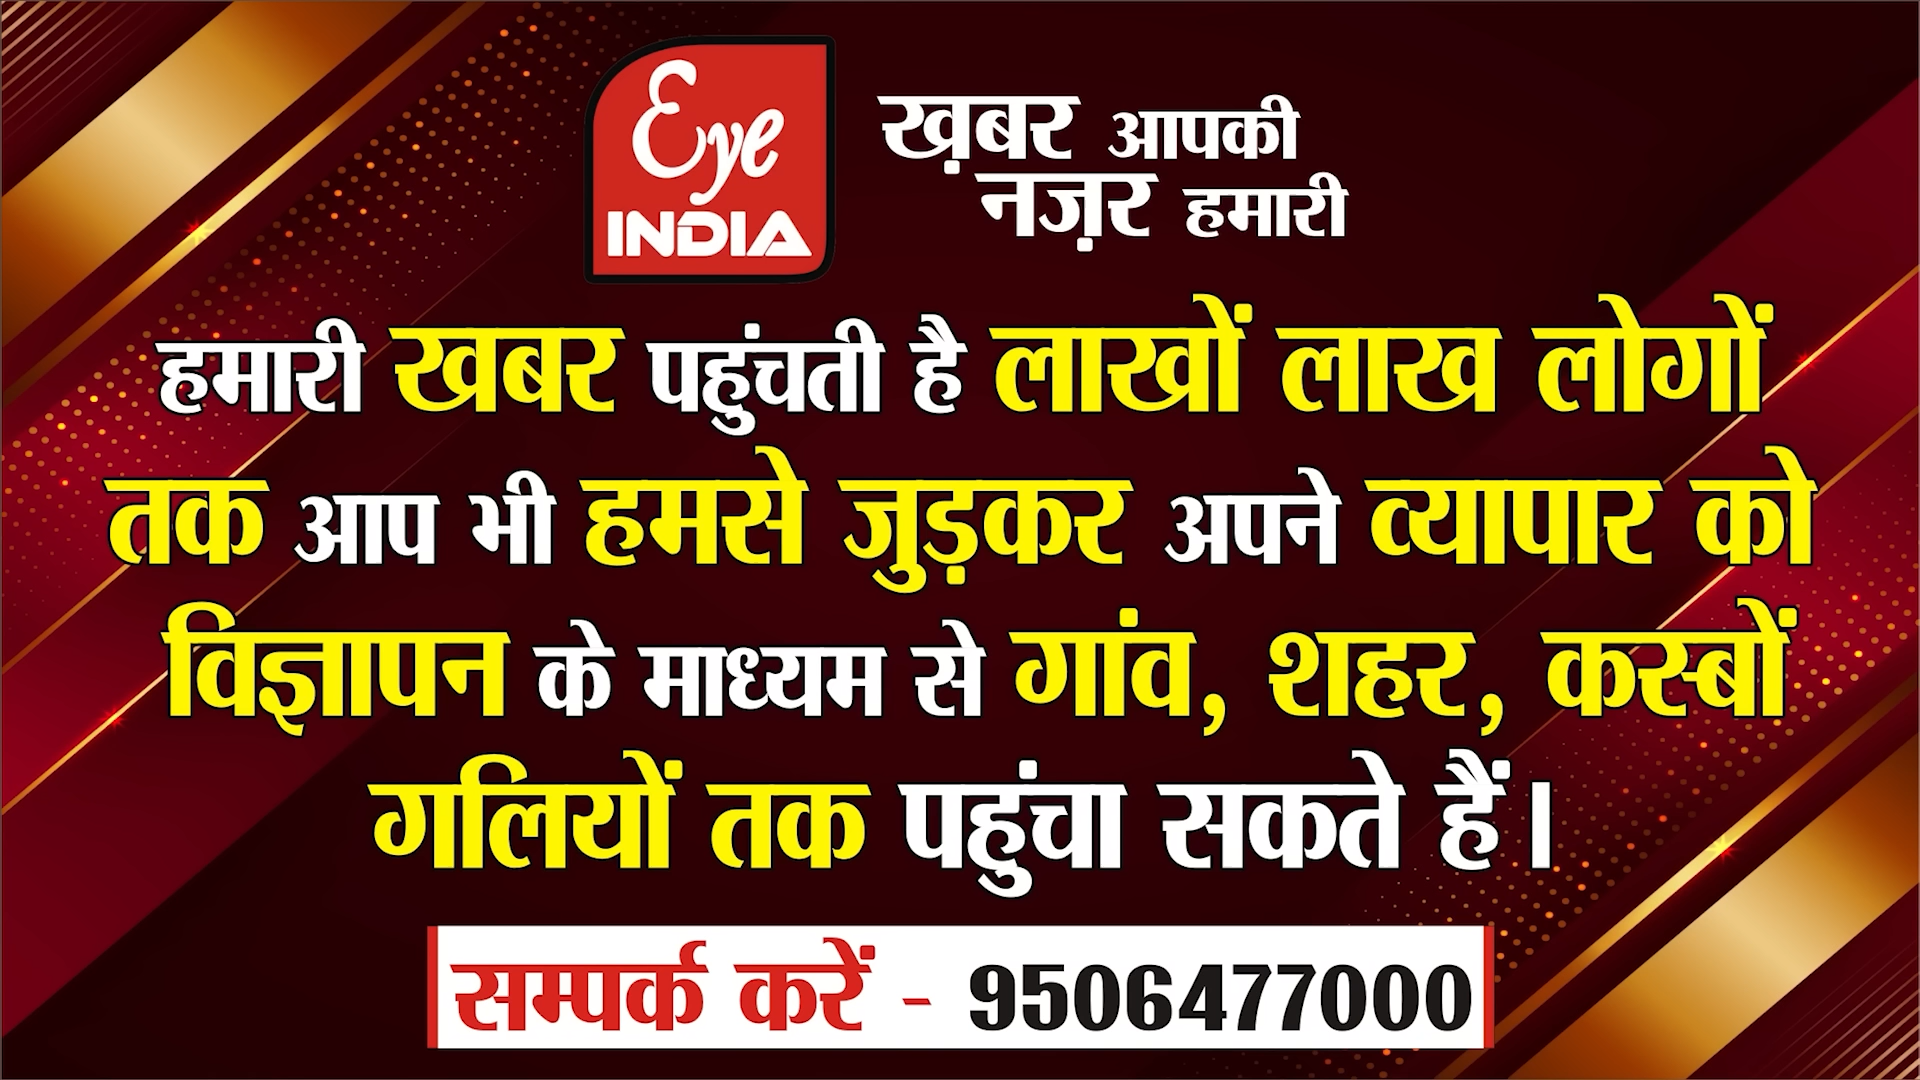 Eye
INDIA
ख़बर आपकी
नज़र हमारी
हमारी खबर पहुंचती है लाखों लाख लोगों
तक आप भी हमसे जुड़कर अपने व्यापार को
विज्ञापन के माध्यम से गांव, शहर, कस्बों
गलियों तक पहुंचा सकते हैं।
सम्पर्क करें - 9506477000